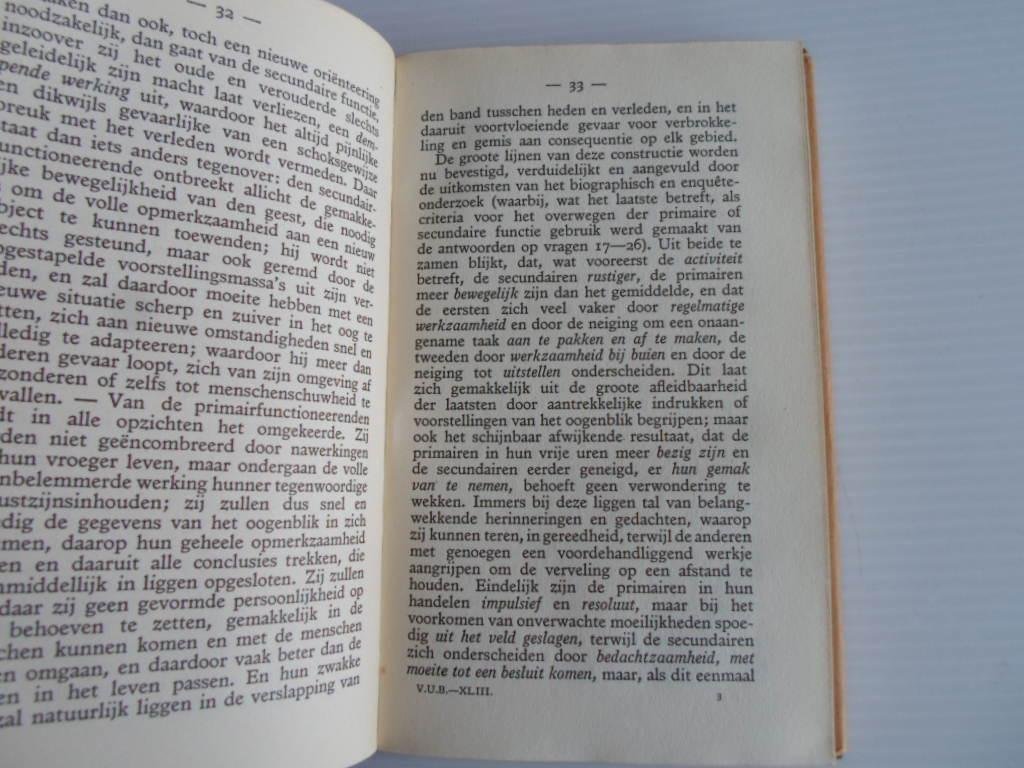 — 32 —
dan ook, toch een nieuwe oriënteering
noodzakelijk, dan gaat van de secundaire functie,
inzoover zij het oude en verouderde slechts
geleidelijk zijn macht laat verliezen, een dem-
pende werking uit, waardoor het altijd pijnlijke
en dikwijls gevaarlijke van een schoksgewijze
breuk met het verleden wordt vermeden. Daar
staat dan iets anders tegenover: den secundair-
functioneerende ontbreekt allicht de gemakke-
lijke bewegelijkheid van den geest, die noodig
is om de volle opmerkzaamheid aan een nieuw
object te kunnen toewenden; hij wordt niet
slechts gesteund, maar ook geremd door de
opgestapelde voorstellingsmassa's uit zijn ver-
leden, en zal daardoor moeite hebben met een
nieuwe situatie scherp en zuiver in het oog te
vatten, zich aan nieuwe omstandigheden snel en
volledig te adapteeren; waardoor hij meer dan
anderen gevaar loopt, zich van zijn omgeving af
te zonderen of zelfs tot menschenschuwheid te
vervallen. — Van de primairfunctioneerenden
geldt in alle opzichten het omgekeerde. Zij
worden niet geëncombreerd door nawerkingen
hun vroeger leven, maar ondergaan de volle
onbelemmerde werking hunner tegenwoordige
bewustzijnsinhouden; zij zullen dus snel en
volledig de gegevens van het oogenblik in zich
opnemen, daarop hun geheele opmerkzaamheid
en daaruit alle conclusies trekken, die
onmiddellijk in liggen opgesloten. Zij zullen
daar zij geen gevormde persoonlijkheid op
behoeven te zetten, gemakkelijk in de
kunnen komen en met de menschen
omgaan, en daardoor vaak beter dan de
in het leven passen. En hun zwakke
zal natuurlijk liggen in de verslapping van
— 33 —
den band tusschen heden en verleden, en in het
daaruit voortvloeiende gevaar voor verbrokke-
ling en gemis aan consequentie op elk gebied.
De groote lijnen van deze constructie worden
nu bevestigd, verduidelijkt en aangevuld door
de uitkomsten van het biographisch en enquête-
onderzoek (waarbij, wat het laatste betreft, als
criteria voor het overwegen der primaire of
secundaire functie gebruik werd gemaakt van
de antwoorden op vragen 17—26). Uit beide te
zamen blijkt, dat, wat vooreerst de activiteit
betreft, de secundairen rustiger, de primairen
meer bewegelijk zijn dan het gemiddelde, en dat
de eersten zich veel vaker door regelmatige
werkzaamheid en door de neiging om een onaan-
gename taak aan te pakken en af te maken, de
tweeden door werkzaamheid bij buien en door de
neiging tot uitstellen onderscheiden. Dit laat
zich gemakkelijk uit de groote afleidbaarheid
der laatsten door aantrekkelijke indrukken of
voorstellingen van het oogenblik begrijpen; maar
ook het schijnbaar afwijkende resultaat, dat de
primairen in hun vrije uren meer bezig zijn en
de secundairen eerder geneigd, er hun gemak
van te nemen, behoeft geen verwondering te
wekken. Immers bij deze liggen tal van belang-
wekkende herinneringen en gedachten, waarop
zij kunnen teren, in gereedheid, terwijl de anderen
met genoegen een voordehandliggend werkje
aangrijpen om de verveling op een afstand te
houden. Eindelijk zijn de primairen in hun
handelen impulsief en resoluut, maar bij het
voorkomen van onverwachte moeilijkheden spoe-
dig uit het veld geslagen, terwijl de secundairen
zich onderscheiden door bedachtzaamheid, met
moeite tot een besluit komen, maar, als dit eenmaal
V.U.B.—XLIII. 3